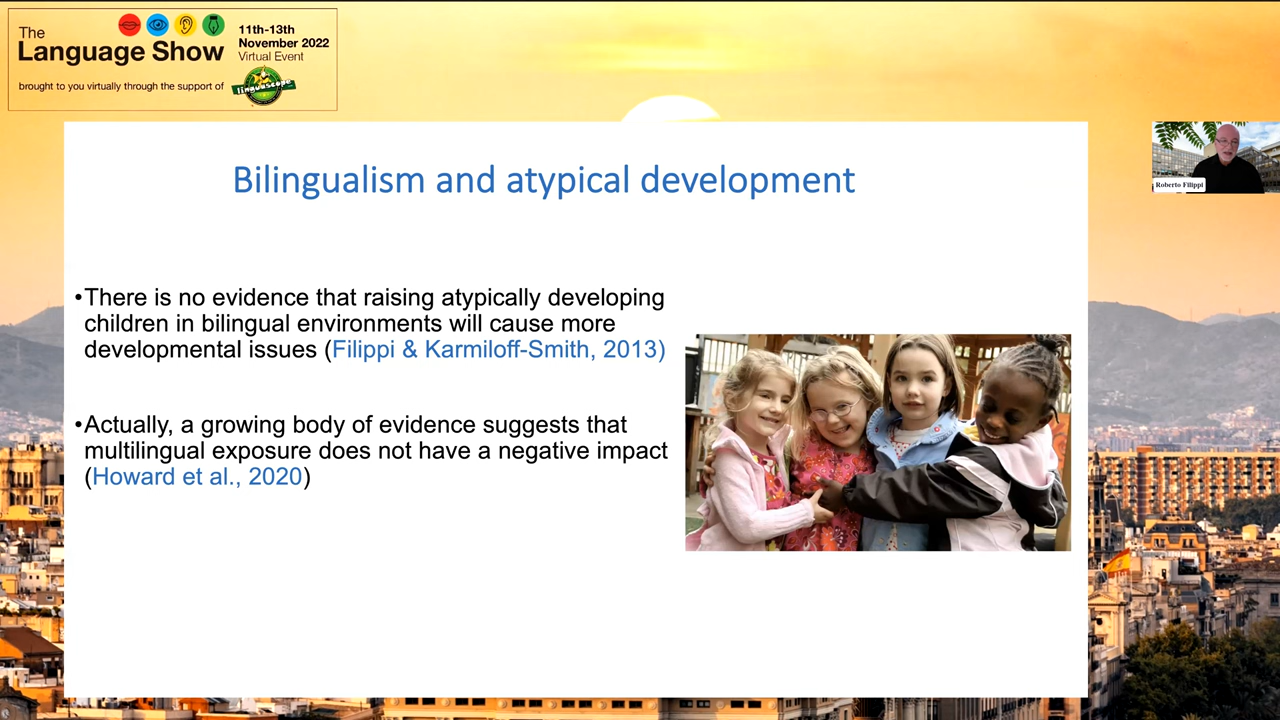 The
Language Show
11th-13th
November 2022
Virtual Event
brought to you virtually through the support of
linguascope
Bilingualism and atypical development
•There is no evidence that raising atypically developing
children in bilingual environments will cause more
developmental issues (Filippi & Karmiloff-Smith, 2013)
•Actually, a growing body of evidence suggests that
multilingual exposure does not have a negative impact
(Howard et al., 2020)
Roberto Filippi